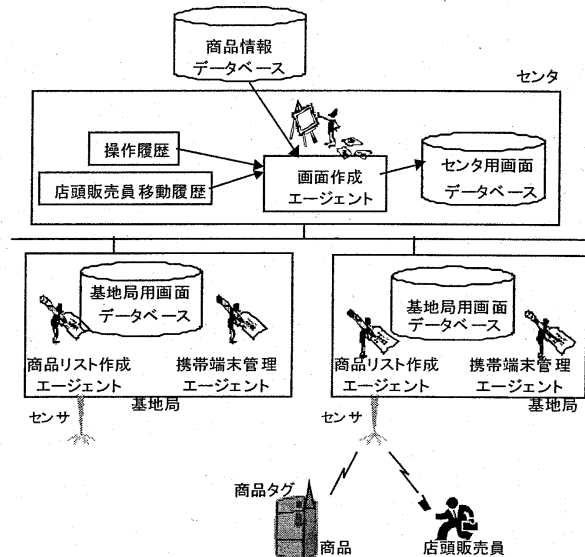 商品情報
データベース
センタ
操作履歴
店頭販売員移動履歴
画面作成
エージェント
センタ用画面
データベース
基地局用画面
データベース
商品リスト作成
エージェント
携帯端末管理
エージェント
基地局
センサ
基地局用画面
データベース
商品リスト作成
エージェント
携帯端末管理
エージェント
基地局
センサ
商品タグ
商品
店頭販売員